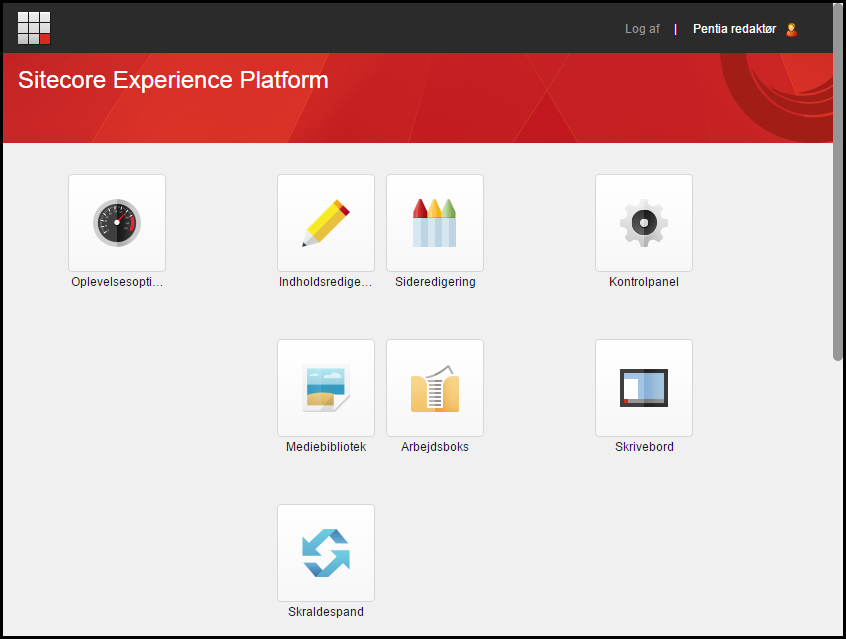 Log af | Pentia redaktør
Sitecore Experience Platform
Oplevelsesopti...
Indholdsredige...
Sideredigering
Kontrolpanel
Mediebibliotek
Arbejdsboks
Skrivebord
Skraldespand